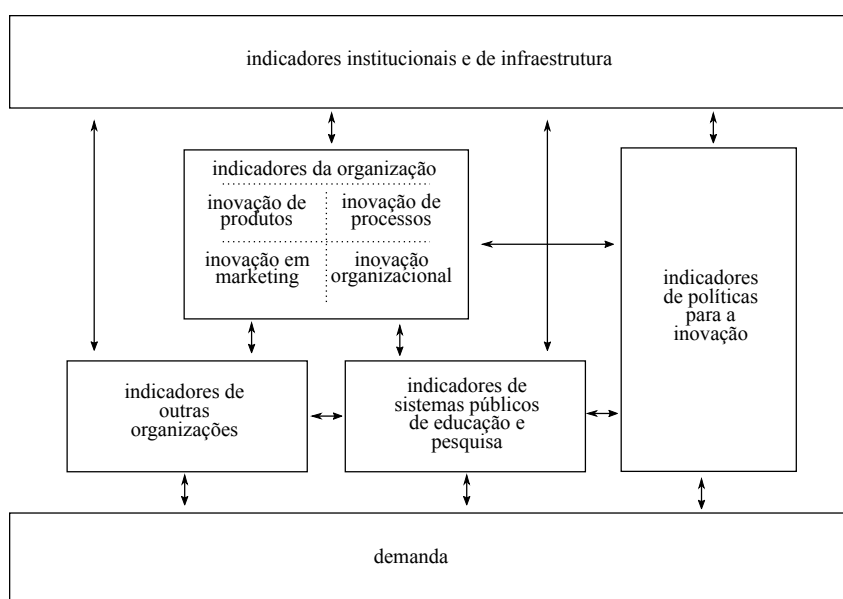 indicadores institucionais e de infraestrutura
indicadores da organização
inovação de
produtos
inovação de
processos
inovação em
marketing
inovação
organizacional
indicadores
de políticas
para a
inovação
indicadores de
outras
organizações
indicadores de
sistemas públicos
de educação e
pesquisa
demanda